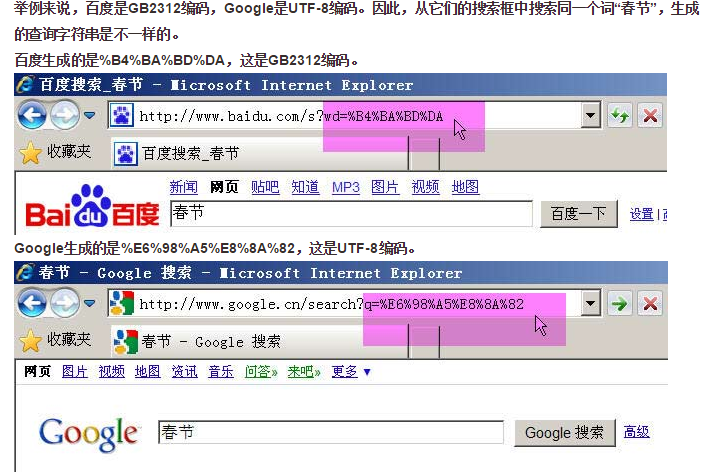 举例来说，百度是GB2312编码，Google是UTF-8编码。因此，从它们的搜索框中搜索同一个词“春节”，生成
的查询字符串是不一样的。
百度生成的是%B4%BA%BD%DA，这是GB2312编码。
百度搜索_春节 - Microsoft Internet Explorer
http://www.baidu.com/s?wd=%B4%BA%BD%DA
收藏夹 百度搜索_春节
新闻 网页 贴吧 知道 MP3 图片 视频 地图
Bai du 百度 春节 百度一下 设置 |
Google生成的是%E6%98%A5%E8%8A%82，这是UTF-8编码。
春节 - Google 搜索 - Microsoft Internet Explorer
http://www.google.cn/search?q=%E6%98%A5%E8%8A%82
收藏夹 春节 - Google 搜索
网页 图片 视频 地图 资讯 音乐 问答» 来吧» 更多 ▼
Google 春节 Google 搜索 高级